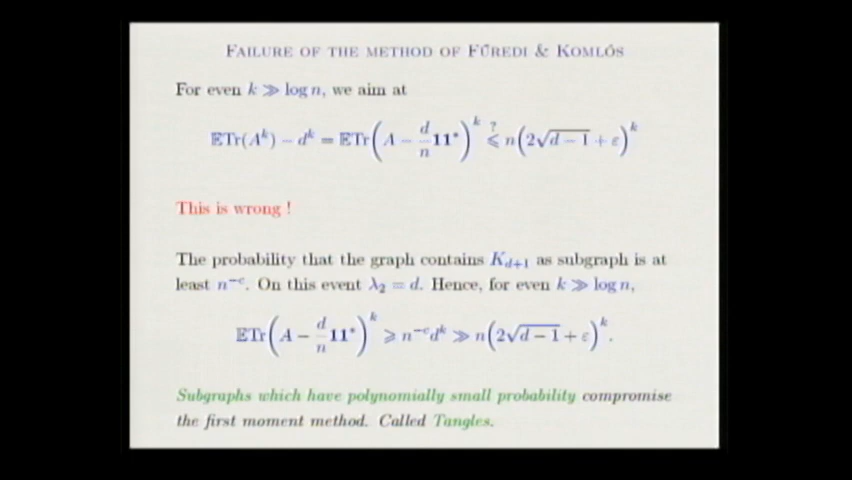 FAILURE OF THE METHOD OF FŰREDI & KOMLÓS
For even k ≫ log n, we aim at
𝔼Tr(A^k) − d^k = 𝔼Tr(A − d/n 11*)^k ⩽? n(2√(d − 1) + ε)^k
This is wrong !
The probability that the graph contains K_{d+1} as subgraph is at
least n^{−c}. On this event λ₂ = d. Hence, for even k ≫ log n,
𝔼Tr(A − d/n 11*)^k ⩾ n^{−c}d^k ≫ n(2√(d − 1) + ε)^k.
Subgraphs which have polynomially small probability compromise
the first moment method. Called Tangles.